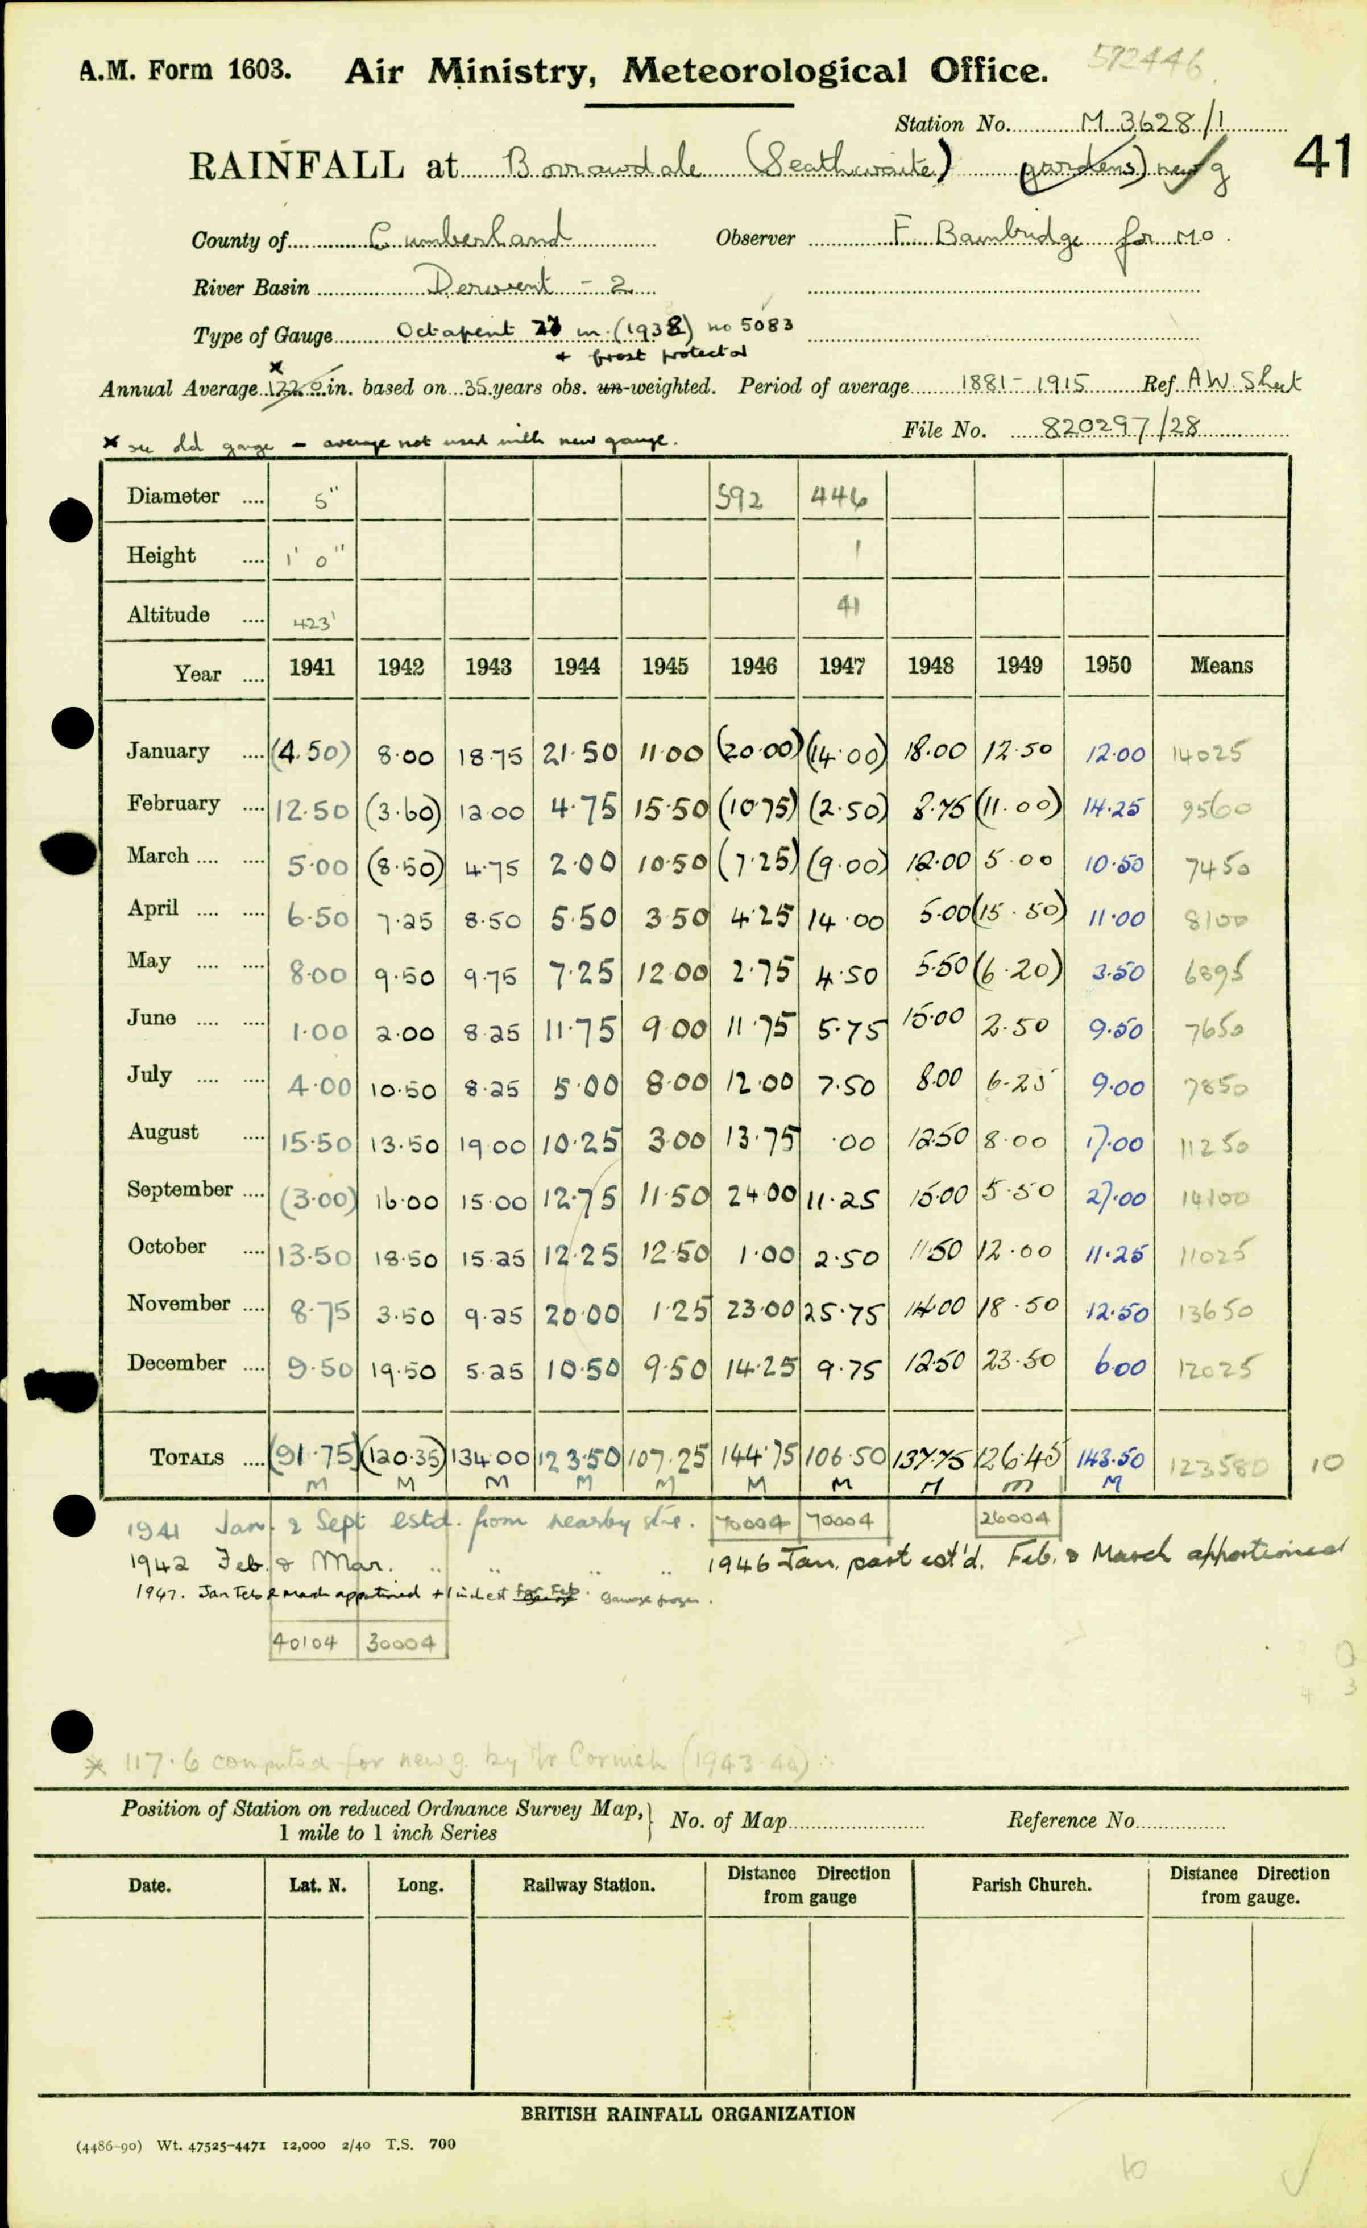 572446
A.M. Form 1603. Air Ministry, Meteorological Office.
Station No. M 3628/1
RAINFALL at Borrowdale (Seathwaite) (gardens) new g
41
County of Cumberland Observer F. Bambridge for MO.
River Basin Derwent - 2
Type of Gauge Octapent 27 in. (1938) no 5083
+ frost protector
Annual Average 122.0 in. based on 35 years obs. un-weighted. Period of average 1881-1915 Ref. A W Sheet
File No. 820297/28
* see old gauge - average not used with new gauge.
Diameter .... 5" 592 446
Height .... 1' 0" 1
Altitude .... 423' 41
Year .... 1941 1942 1943 1944 1945 1946 1947 1948 1949 1950 Means
January .... (4.50) 8.00 18.75 21.50 11.00 (20.00) (14.00) 18.00 12.50 12.00 14025
February .... 12.50 (3.60) 12.00 4.75 15.50 (10.75) (2.50) 8.75 (11.00) 14.25 9560
March .... .... 5.00 (8.50) 4.75 2.00 10.50 (7.25) (9.00) 12.00 5.00 10.50 7450
April .... .... 6.50 7.25 8.50 5.50 3.50 4.25 14.00 5.00 (15.50) 11.00 8100
May .... .... 8.00 9.50 9.75 7.25 12.00 2.75 4.50 5.50 (6.20) 3.50 6895
June .... .... 1.00 2.00 8.25 11.75 9.00 11.75 5.75 15.00 2.50 9.50 7650
July .... .... 4.00 10.50 8.25 5.00 8.00 12.00 7.50 8.00 6.25 9.00 7850
August .... 15.50 13.50 19.00 10.25 3.00 13.75 .00 12.50 8.00 17.00 11250
September .... (3.00) 16.00 15.00 12.75 11.50 24.00 11.25 15.00 5.50 27.00 14100
October .... 13.50 18.50 15.25 12.25 12.50 1.00 2.50 11.50 12.00 11.25 11025
November .... 8.75 3.50 9.25 20.00 1.25 23.00 25.75 14.00 18.50 12.50 13650
December .... 9.50 19.50 5.25 10.50 9.50 14.25 9.75 12.50 23.50 6.00 12025
TOTALS .... (91.75) (120.35) 134.00 123.50 107.25 144.75 106.50 137.75 126.45 143.50 123580 10
M M M M M M M M M M
1941 Jan. & Sept estd. from nearby stn. 70004 70004 26004
1942 Feb. & Mar. " " " " 1946 Jan. part est'd. Feb. & March apportioned
1947. Jan Feb & March apportioned + 1 inch est for Feb. Gauge frozen.
40104 30004
* 117.6 computed for new g. by Mr Cornish (1943-49)
Position of Station on reduced Ordnance Survey Map, No. of Map Reference No.
1 mile to 1 inch Series
Date. Lat. N. Long. Railway Station. Distance Direction from gauge Parish Church. Distance Direction from gauge.
BRITISH RAINFALL ORGANIZATION
(4486-90) Wt. 47525-4471 12,000 2/40 T.S. 700
10